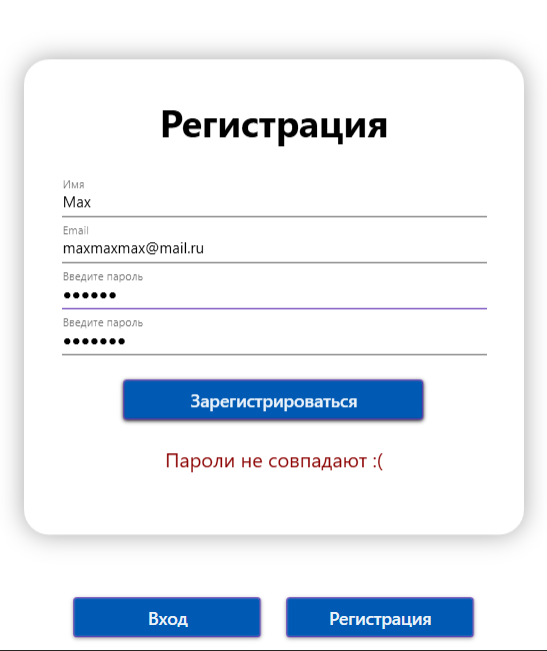 Регистрация
Имя
Max
Email
maxmaxmax@mail.ru
Введите пароль
●●●●●●
Введите пароль
●●●●●●●
Зарегистрироваться
Пароли не совпадают :(
Вход
Регистрация